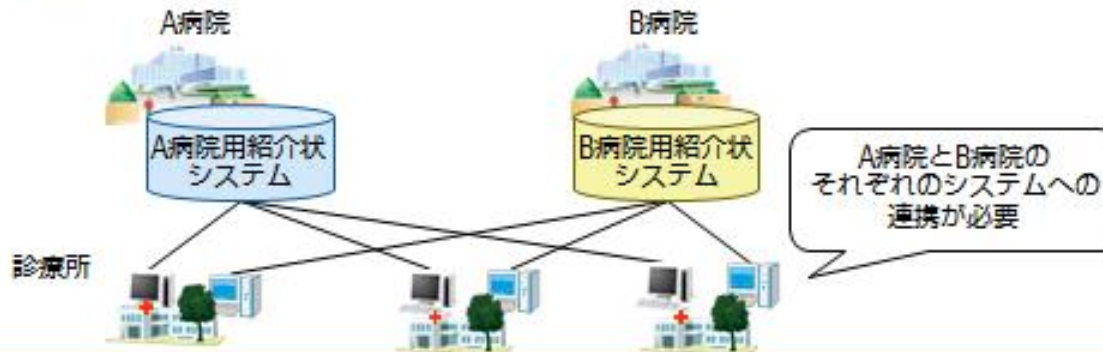 A病院
B病院
A病院用紹介状
システム
B病院用紹介状
システム
A病院とB病院の
それぞれのシステムへの
連携が必要
診療所